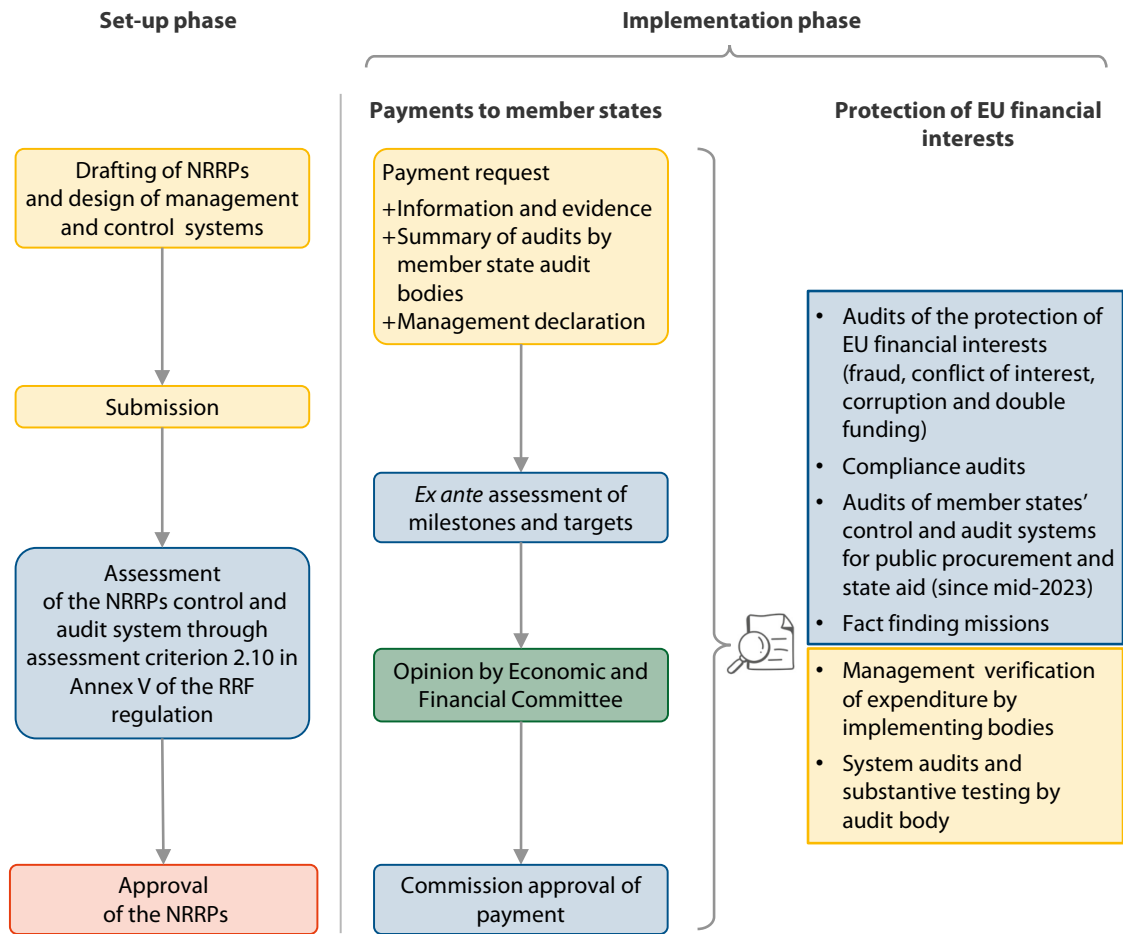 Set-up phase
Implementation phase
Payments to member states
Protection of EU financial
interests
Drafting of NRRPs
and design of management
and control systems
Submission
Assessment
of the NRRPs control and
audit system through
assessment criterion 2.10 in
Annex V of the RRF
regulation
Approval
of the NRRPs
Payment request
+Information and evidence
+Summary of audits by
member state audit
bodies
+Management declaration
Ex ante assessment of
milestones and targets
Opinion by Economic and
Financial Committee
Commission approval of
payment
• Audits of the protection of
EU financial interests
(fraud, conflict of interest,
corruption and double
funding)
• Compliance audits
• Audits of member states’
control and audit systems
for public procurement and
state aid (since mid-2023)
• Fact finding missions
• Management verification
of expenditure by
implementing bodies
• System audits and
substantive testing by
audit body